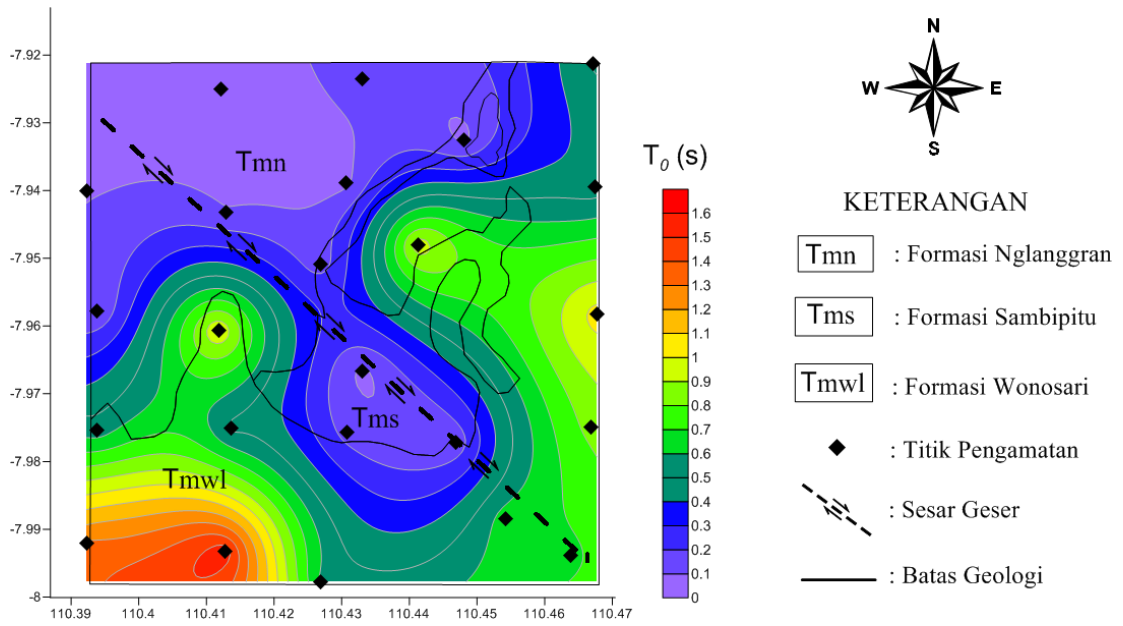 -7.92
-7.93
-7.94
-7.95
-7.96
-7.97
-7.98
-7.99
-8
110.39 110.4 110.41 110.42 110.43 110.44 110.45 110.46 110.47
Tmn
Tms
Tmwl
T0 (s)
1.6
1.5
1.4
1.3
1.2
1.1
1
0.9
0.8
0.7
0.6
0.5
0.4
0.3
0.2
0.1
0
N
W E
S
KETERANGAN
Tmn : Formasi Nglanggran
Tms : Formasi Sambipitu
Tmwl : Formasi Wonosari
: Titik Pengamatan
: Sesar Geser
: Batas Geologi